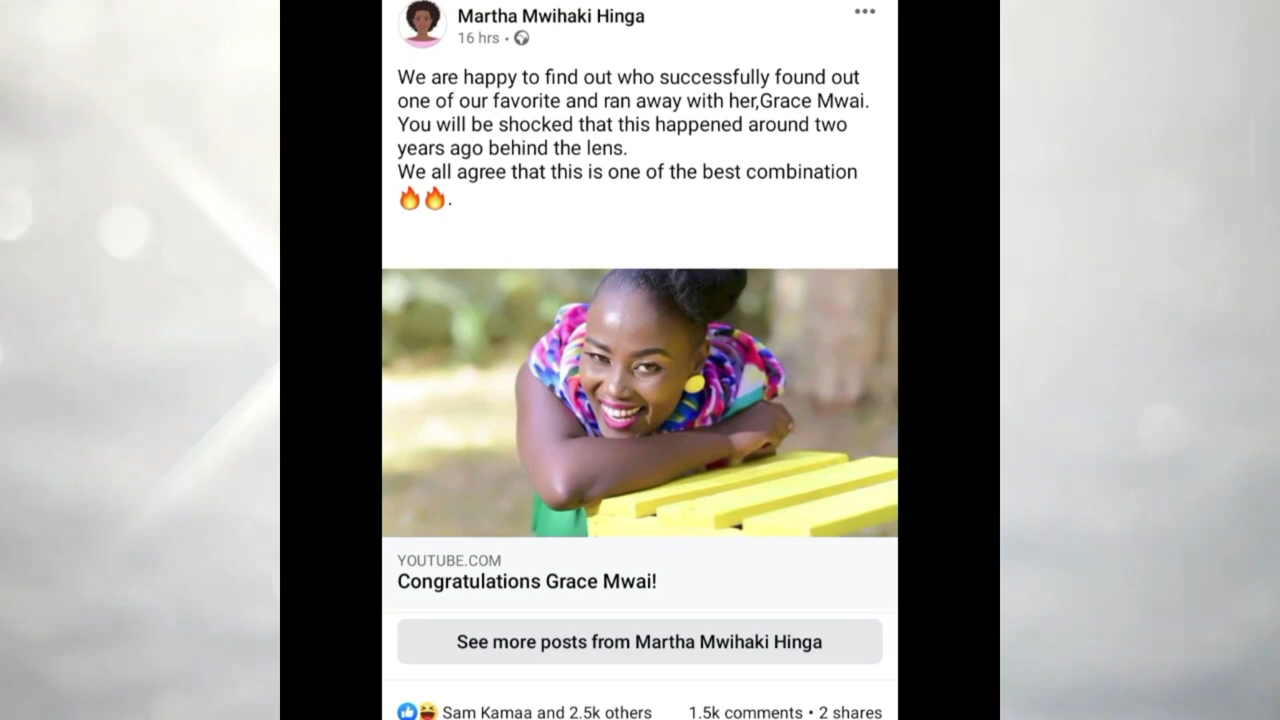 Martha Mwihaki Hinga
16 hrs •
We are happy to find out who successfully found out
one of our favorite and ran away with her,Grace Mwai.
You will be shocked that this happened around two
years ago behind the lens.
We all agree that this is one of the best combination
🔥🔥.
YOUTUBE.COM
Congratulations Grace Mwai!
See more posts from Martha Mwihaki Hinga
Sam Kamaa and 2.5k others 1.5k comments • 2 shares